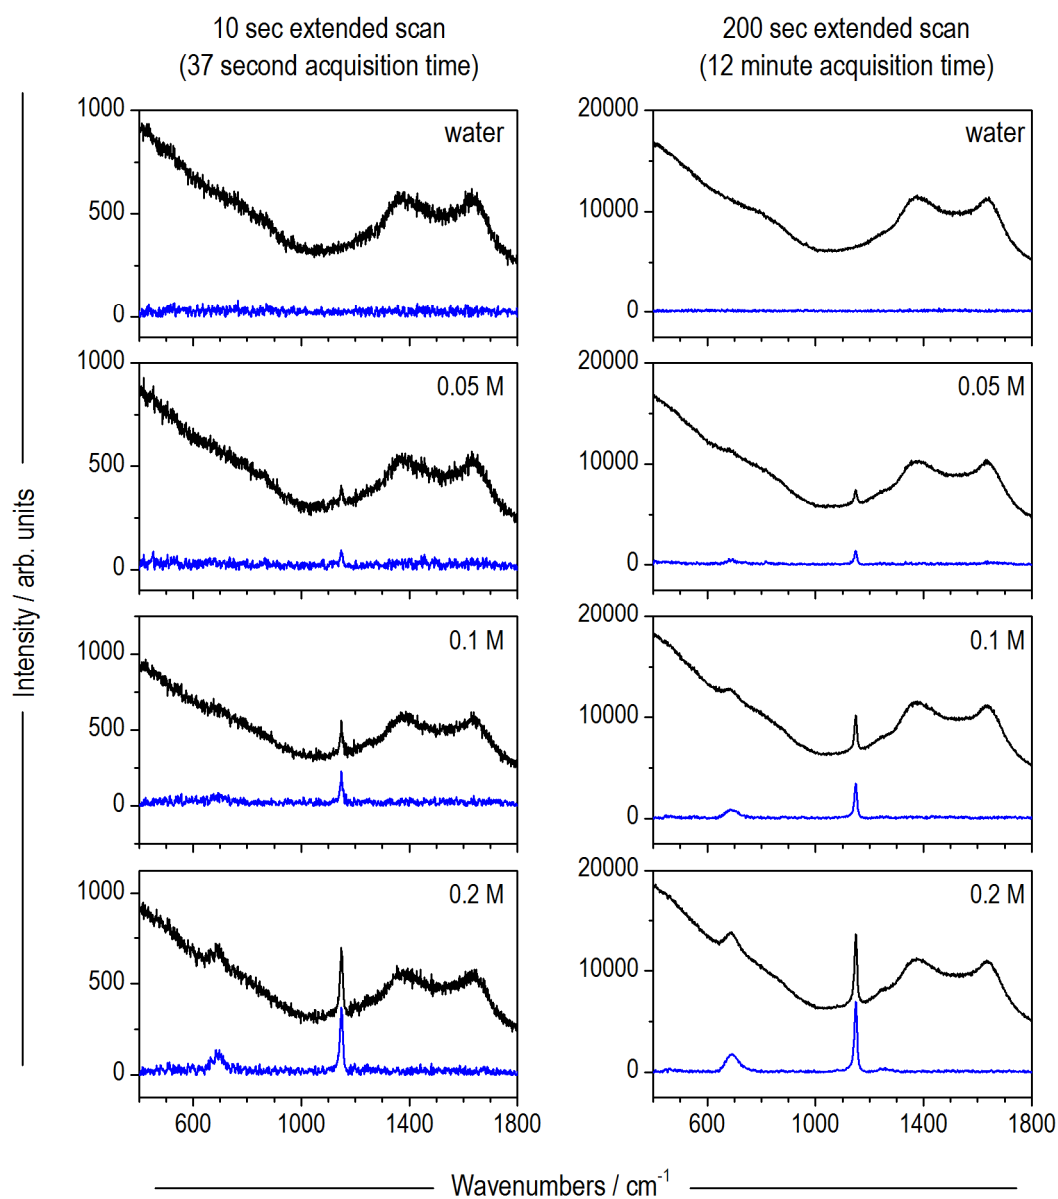 10 sec extended scan
(37 second acquisition time)
200 sec extended scan
(12 minute acquisition time)
1000
500
0
water
20000
10000
0
water
1000
500
0
0.05 M
20000
10000
0
0.05 M
1000
500
0
0.1 M
20000
10000
0
0.1 M
1000
500
0
0.2 M
20000
10000
0
0.2 M
600 1000 1400 1800
600 1000 1400 1800
Intensity / arb. units
Wavenumbers / cm⁻¹